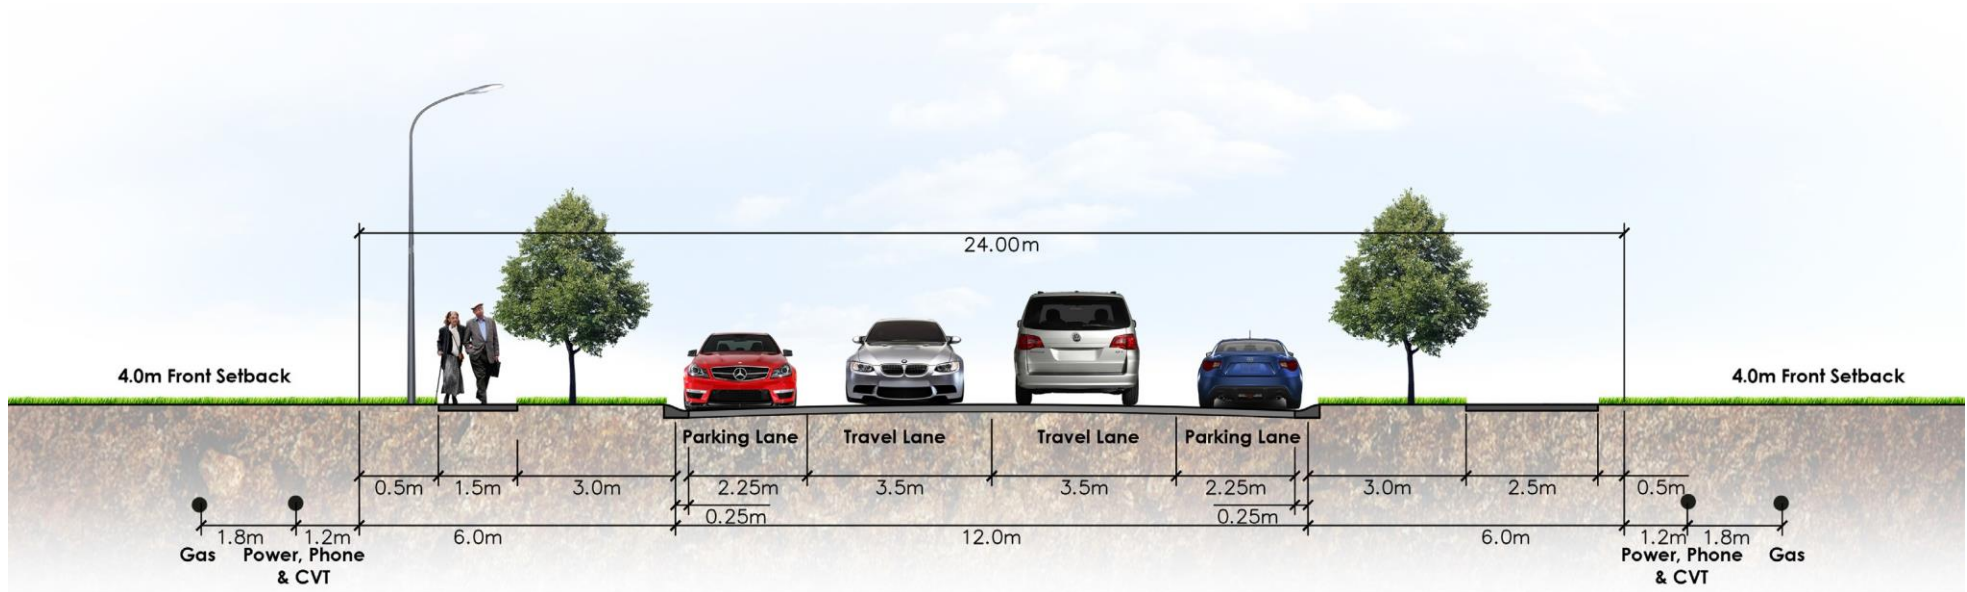 24.00m
4.0m Front Setback
4.0m Front Setback
Parking Lane
Travel Lane
Travel Lane
Parking Lane
0.5m
1.5m
3.0m
2.25m
3.5m
3.5m
2.25m
3.0m
2.5m
0.5m
0.25m
0.25m
1.8m
1.2m
6.0m
12.0m
6.0m
1.2m
1.8m
Gas
Power, Phone
& CVT
Power, Phone
& CVT
Gas